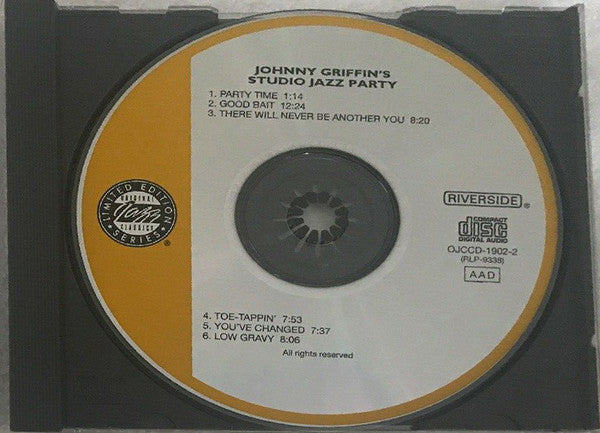 JOHNNY GRIFFIN'S
STUDIO JAZZ PARTY
1. PARTY TIME 1:14
2. GOOD BAIT 12:24
3. THERE WILL NEVER BE ANOTHER YOU 8:20
LIMITED EDITION
ORIGINAL
Jazz
CLASSICS
SERIES
®
RIVERSIDE®
COMPACT
disc
DIGITAL AUDIO
OJCCD-1902-2
(RLP-9338)
AAD
4. TOE-TAPPIN' 7:53
5. YOU'VE CHANGED 7:37
6. LOW GRAVY 8:06
All rights reserved